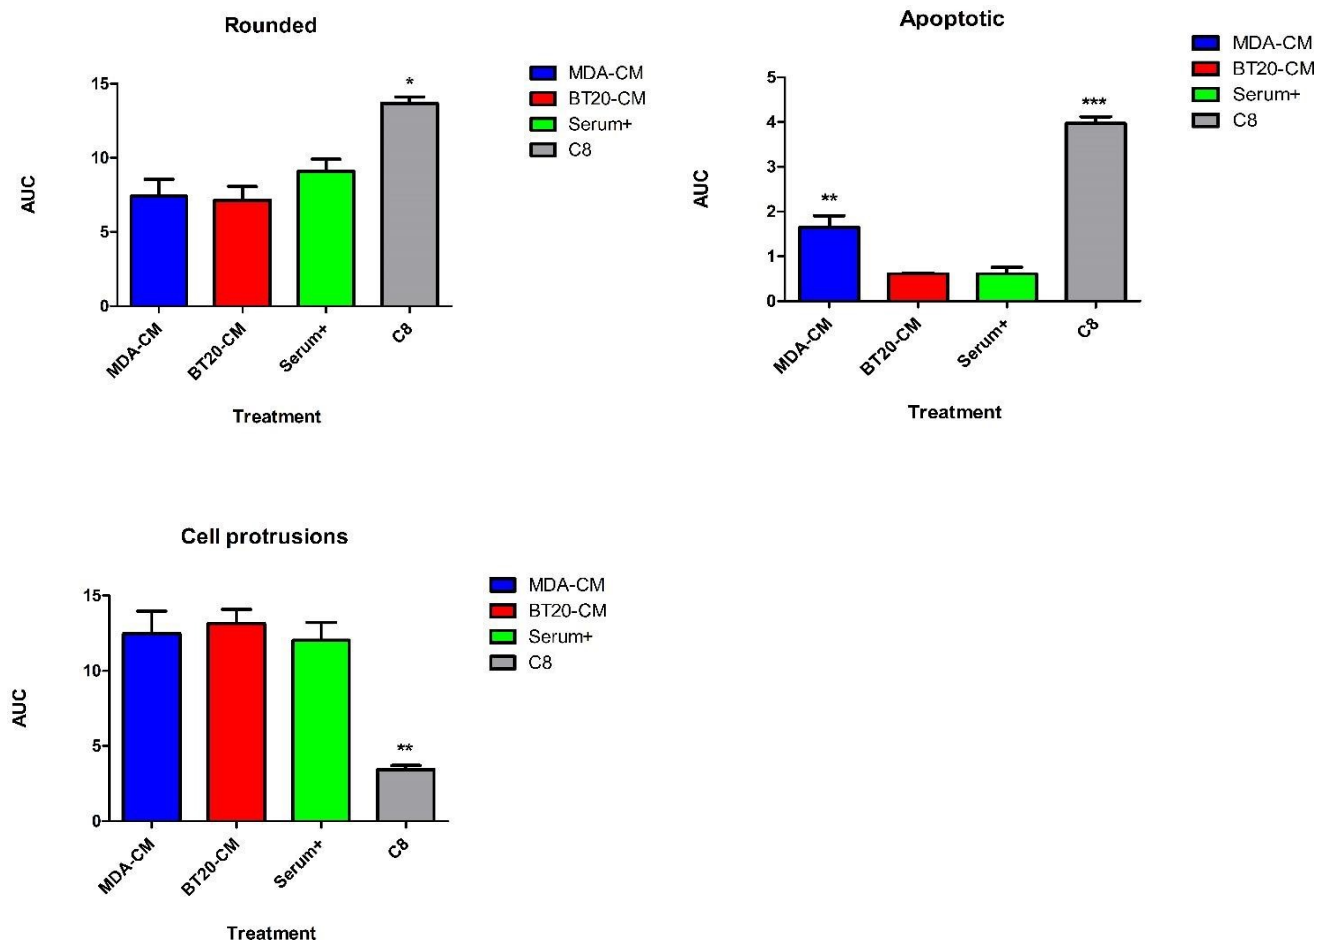 Rounded
15
10
5
0
AUC
*
MDA-CM
BT20-CM
Serum+
C8
Treatment
MDA-CM
BT20-CM
Serum+
C8
Apoptotic
5
4
3
2
1
0
AUC
**
***
MDA-CM
BT20-CM
Serum+
C8
Treatment
MDA-CM
BT20-CM
Serum+
C8
Cell protrusions
15
10
5
0
AUC
**
MDA-CM
BT20-CM
Serum+
C8
Treatment
MDA-CM
BT20-CM
Serum+
C8